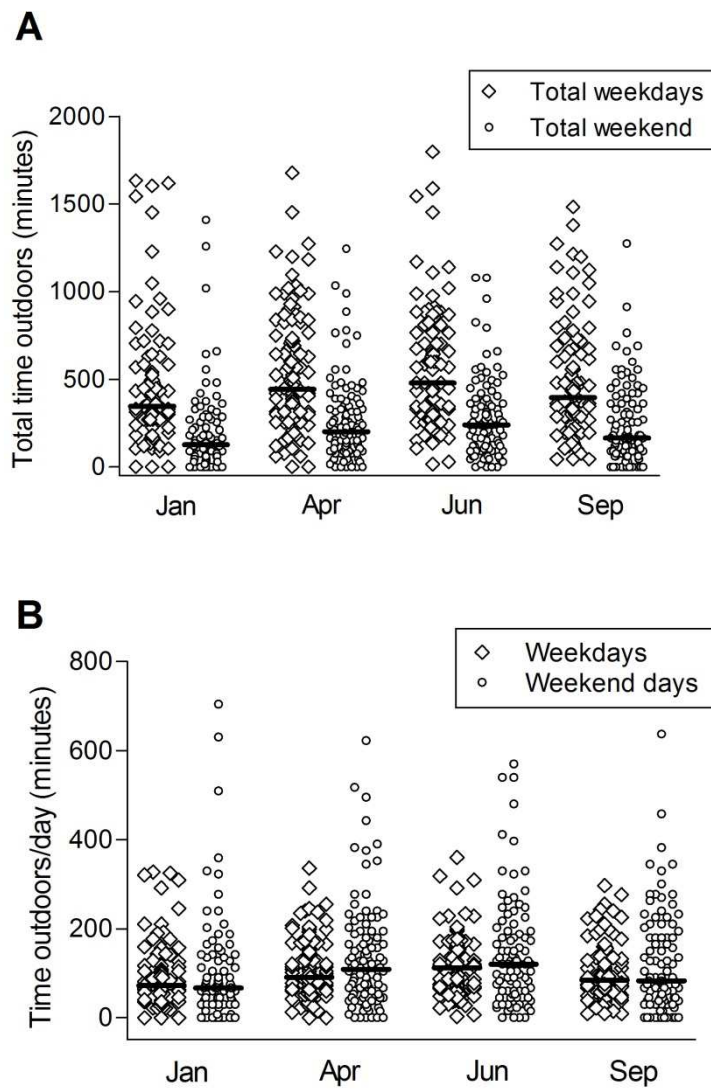 A
Total weekdays
Total weekend
Total time outdoors (minutes)
2000
1500
1000
500
0
Jan Apr Jun Sep
B
Weekdays
Weekend days
Time outdoors/day (minutes)
800
600
400
200
0
Jan Apr Jun Sep